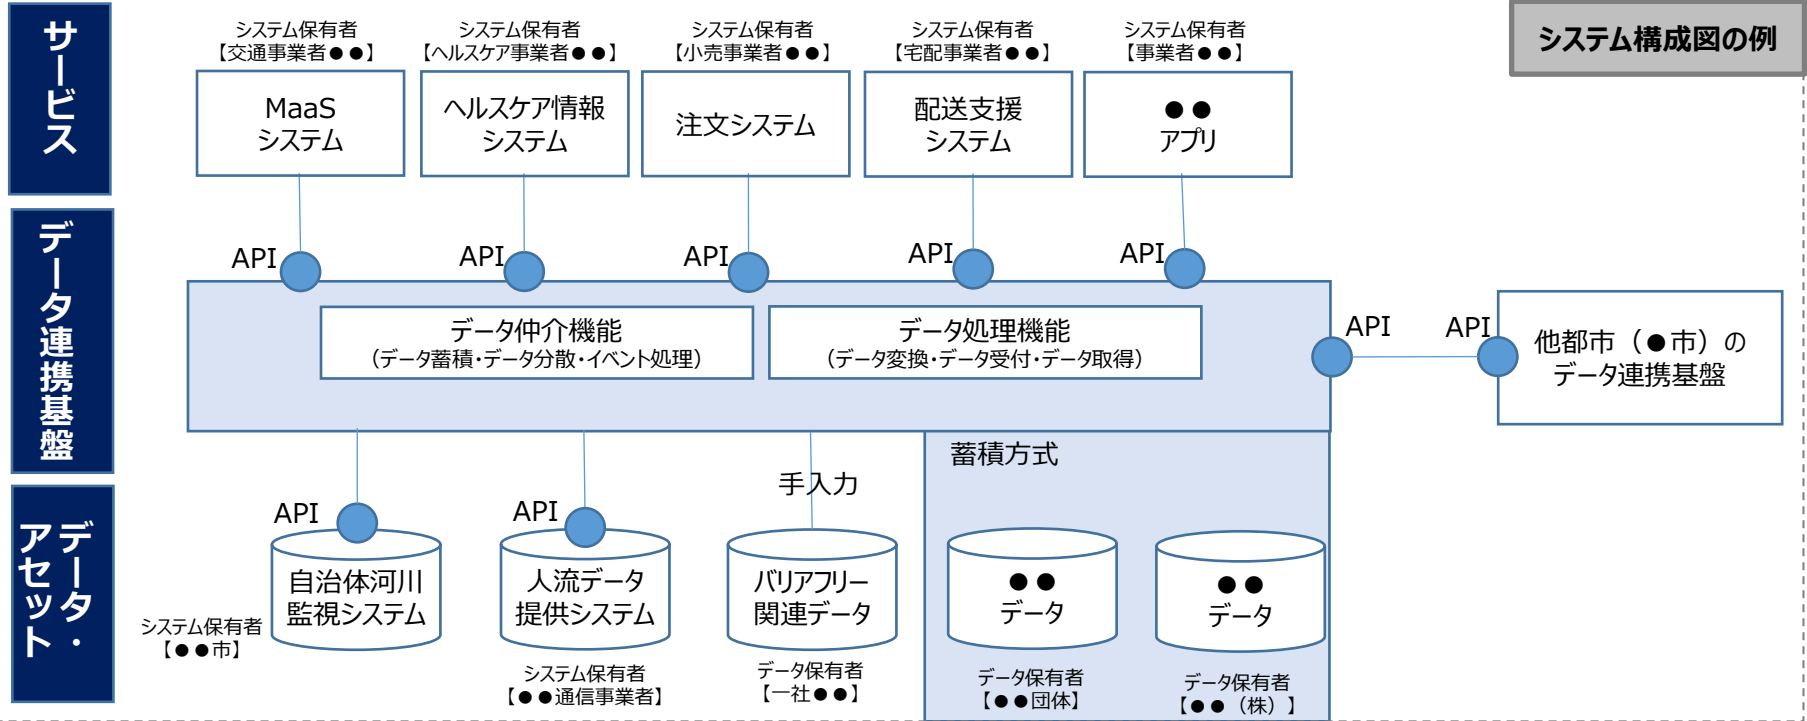 システム構成図の例
サービス
システム保有者
【交通事業者●●】
MaaS
システム
システム保有者
【ヘルスケア事業者●●】
ヘルスケア情報
システム
システム保有者
【小売事業者●●】
注文システム
システム保有者
【宅配事業者●●】
配送支援
システム
システム保有者
【事業者●●】
●●
アプリ
データ連携基盤
API
API
API
API
API
データ仲介機能
（データ蓄積・データ分散・イベント処理）
データ処理機能
（データ変換・データ受付・データ取得）
API
API
他都市（●市）の
データ連携基盤
データ・
アセット
API
自治体河川
監視システム
システム保有者
【●●市】
API
人流データ
提供システム
システム保有者
【●●通信事業者】
手入力
バリアフリー
関連データ
データ保有者
【一社●●】
蓄積方式
●●
データ
データ保有者
【●●団体】
●●
データ
データ保有者
【●●（株）】